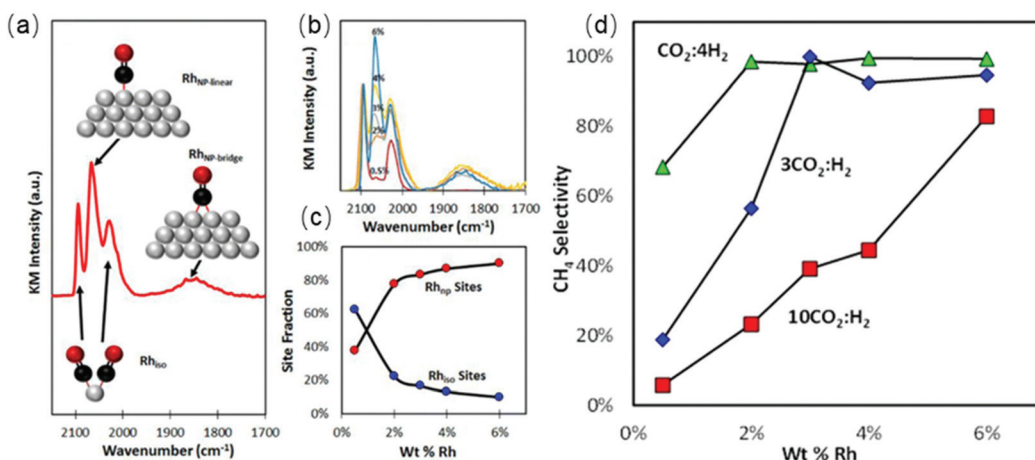 (a)
KM Intensity (a.u.)
Rh_NP-linear
Rh_NP-bridge
Rh_iso
2100 2000 1900 1800 1700
Wavenumber (cm⁻¹)
(b)
KM Intensity (a.u.)
6%
4%
3%
2%
0.5%
2100 2000 1900 1800 1700
Wavenumber (cm⁻¹)
(c)
Site Fraction
100%
80%
60%
40%
20%
0%
Rh_np Sites
Rh_iso Sites
0% 2% 4% 6%
Wt % Rh
(d)
CH₄ Selectivity
100%
80%
60%
40%
20%
0%
CO₂:4H₂
3CO₂:H₂
10CO₂:H₂
0% 2% 4% 6%
Wt % Rh